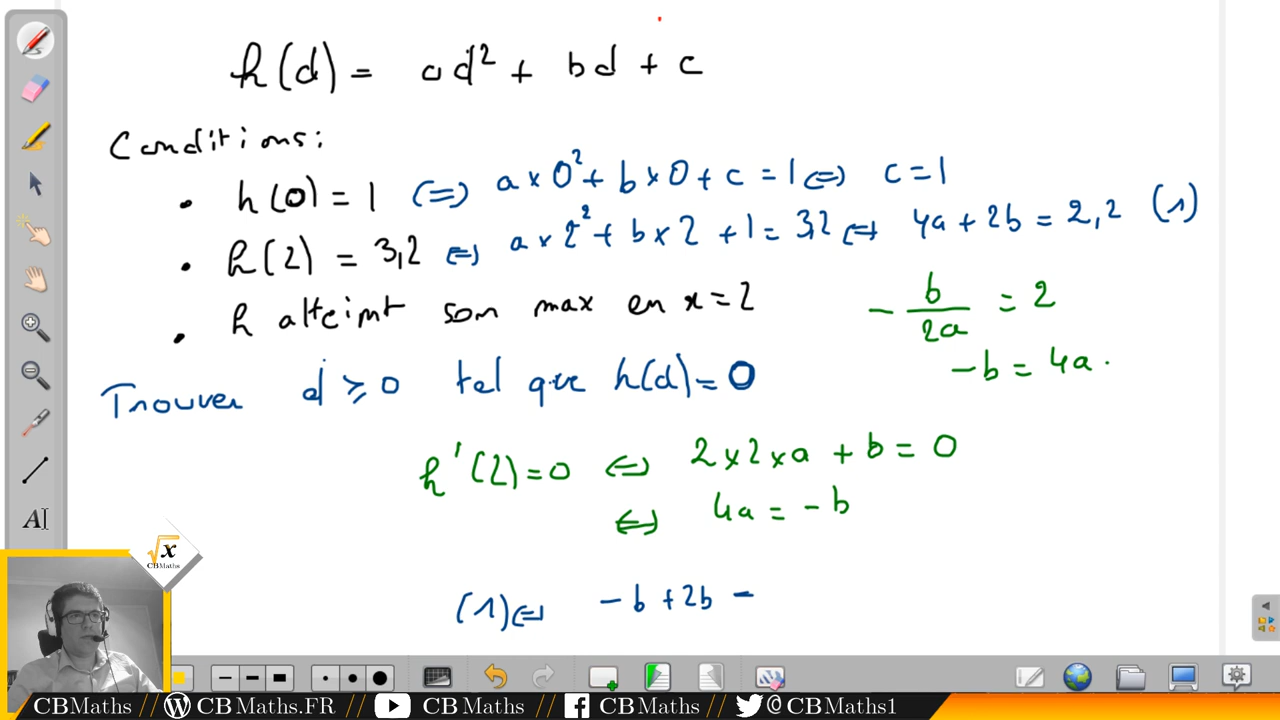 h(d) = ad² + bd + c
Conditions:
• h(0) = 1 ⇔ a×0² + b×0 + c = 1 ⇔ c = 1
• h(2) = 3,2 ⇔ a×2² + b×2 + 1 = 3,2 ⇔ 4a + 2b = 2,2 (1)
• h atteint son max en x = 2
- b/2a = 2
-b = 4a.
Trouver d ≥ 0 tel que h(d) = 0
h'(2) = 0 ⇔ 2×2×a + b = 0
⇔ 4a = -b
(1) ⇔ -b + 2b -
AI
√x
CBMaths
CBMaths / CBMaths.FR / CBMaths / CBMaths / @CBMaths1